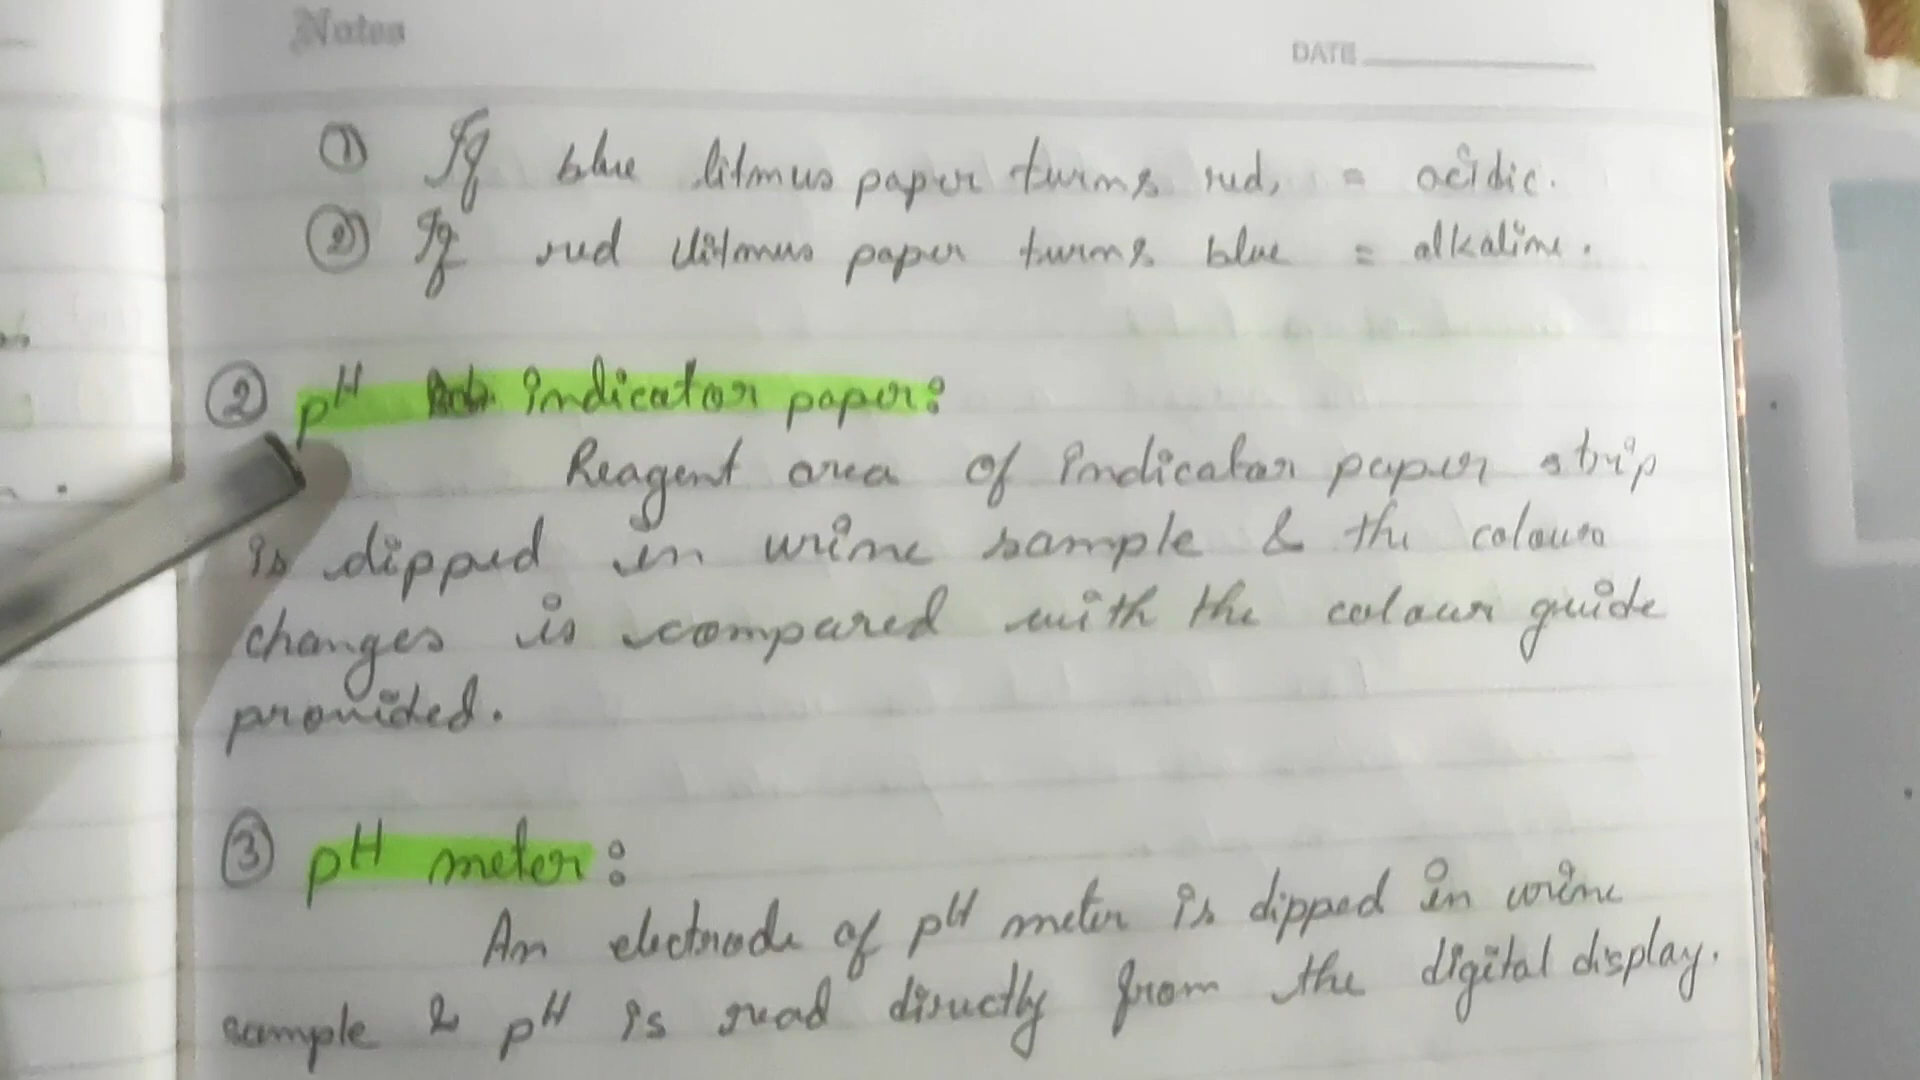 Notes
DATE
① If blue litmus paper turns red, = acidic.
② If red litmus paper turns blue = alkaline.
② pH indicator paper:
Reagent area of indicator paper strip
is dipped in urine sample & the colour
changes is compared with the colour guide
provided.
③ pH meter:
An electrode of pH meter is dipped in urine
sample & pH is read directly from the digital display.